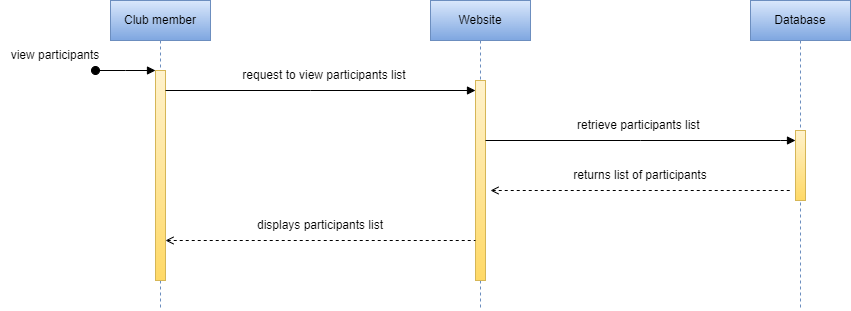 Club member
Website
Database
view participants
request to view participants list
retrieve participants list
returns list of participants
displays participants list